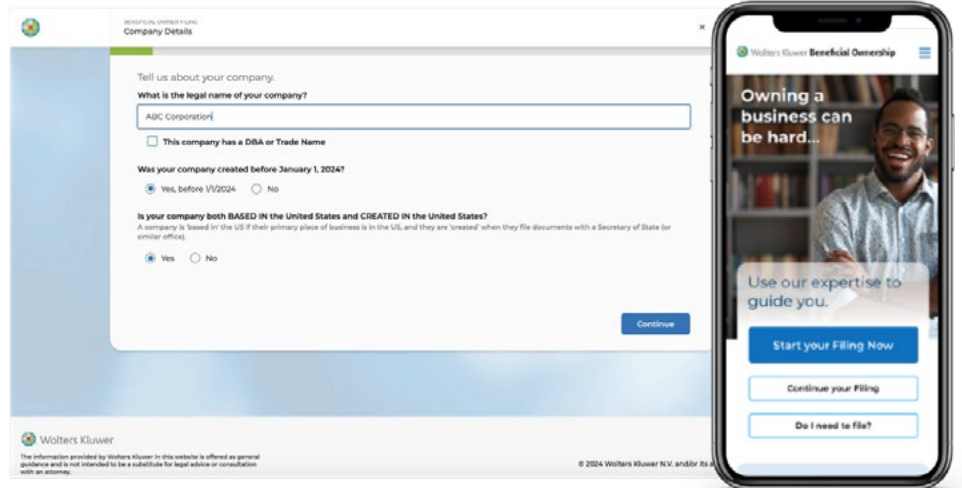 BENEFICIAL OWNER FILING
Company Details
×
Tell us about your company.
What is the legal name of your company?
ABC Corporation
This company has a DBA or Trade Name
Was your company created before January 1, 2024?
Yes, before 1/1/2024 No
Is your company both BASED IN the United States and CREATED IN the United States?
A company is 'based in' the US if their primary place of business is in the US, and they are 'created' when they file documents with a Secretary of State (or
similar office).
Yes No
Continue
Wolters Kluwer
The information provided by Wolters Kluwer in this website is offered as general
guidance and is not intended to be a substitute for legal advice or consultation
with an attorney.
© 2024 Wolters Kluwer N.V. and/or its
Wolters Kluwer Beneficial Ownership
Owning a
business can
be hard...
Use our expertise to
guide you.
Start your Filing Now
Continue your Filing
Do I need to file?